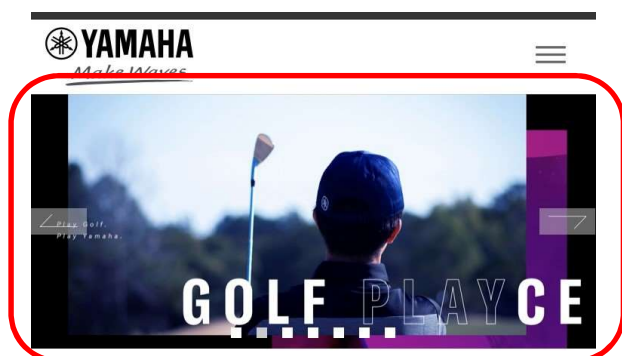 YAMAHA
Make Waves
Play Golf.
Play Yamaha.
GOLF PLAYCE